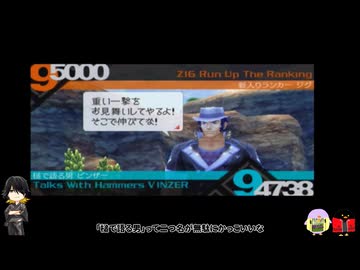 95000
ZIG Run Up The Ranking
新人りランカー ジグ
重い一撃を
お見舞いしてやるよ!
そこで伸びてな!
槌で語る男 ビンザー
Talks With Hammers VINZER
94738
「槌で語る男」って二つ名が無駄にかっこいいな